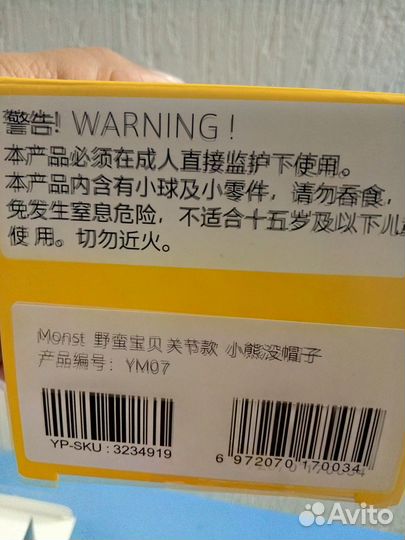 警告! WARNING!
本产品必须在成人直接监护下使用。
本产品内含有小球及小零件，请勿吞食，
免发生窒息危险，不适合十五岁及以下儿
使用。切勿近火。
Monst 野蛮宝贝关节款 小熊没帽子
产品编号: YM07
YP-SKU : 3234919
6 972070 170034
Avito